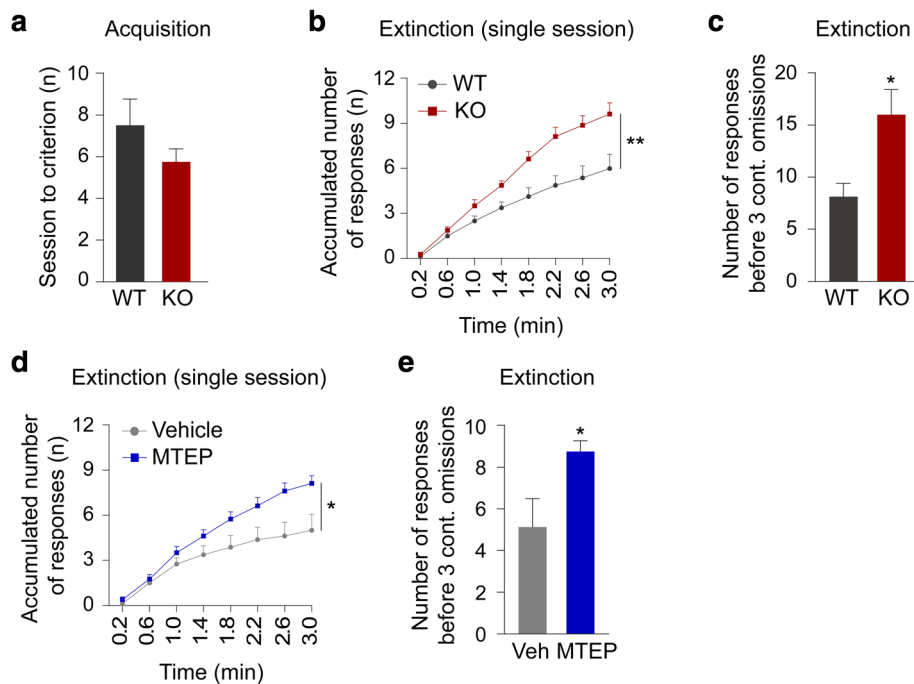 a
Acquisition
Session to criterion (n)
10
8
6
4
2
0
WT
KO
b
Extinction (single session)
Accumulated number
of responses (n)
12
9
6
3
0
WT
KO
**
0.2
0.6
1.0
1.4
1.8
2.2
2.6
3.0
Time (min)
c
Extinction
Number of responses
before 3 cont. omissions
20
15
10
5
0
*
WT
KO
d
Extinction (single session)
Accumulated number
of responses (n)
12
9
6
3
0
Vehicle
MTEP
*
0.2
0.6
1.0
1.4
1.8
2.2
2.6
3.0
Time (min)
e
Extinction
Number of responses
before 3 cont. omissions
10
8
6
4
2
0
*
Veh MTEP